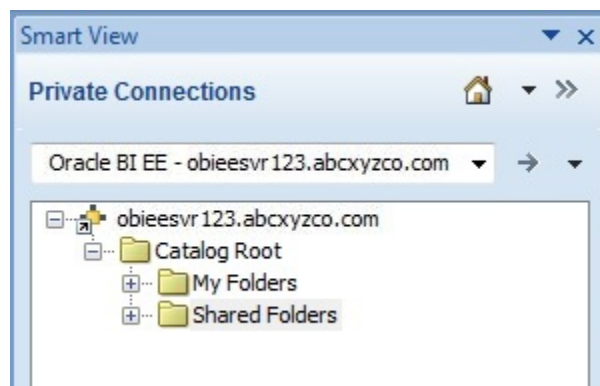 Smart View
Private Connections
Oracle BI EE - obieesvr123.abcxyzco.com
obieesvr123.abcxyzco.com
Catalog Root
My Folders
Shared Folders